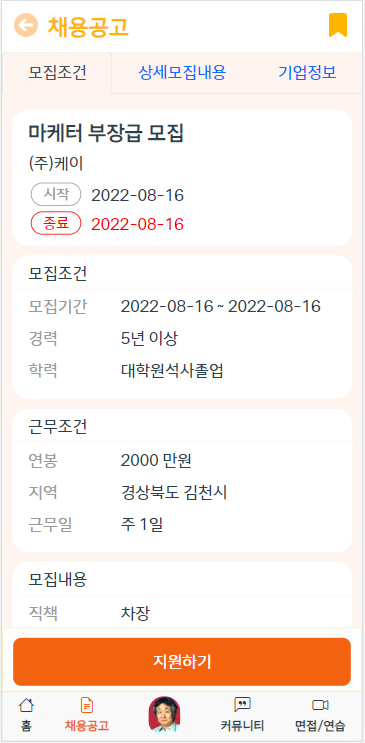 채용공고
모집조건 상세모집내용 기업정보
마케터 부장급 모집
(주)케이
시작 2022-08-16
종료 2022-08-16
모집조건
모집기간 2022-08-16 ~ 2022-08-16
경력 5년 이상
학력 대학원석사졸업
근무조건
연봉 2000 만원
지역 경상북도 김천시
근무일 주 1일
모집내용
직책 차장
지원하기
홈 채용공고 커뮤니티 면접/연습